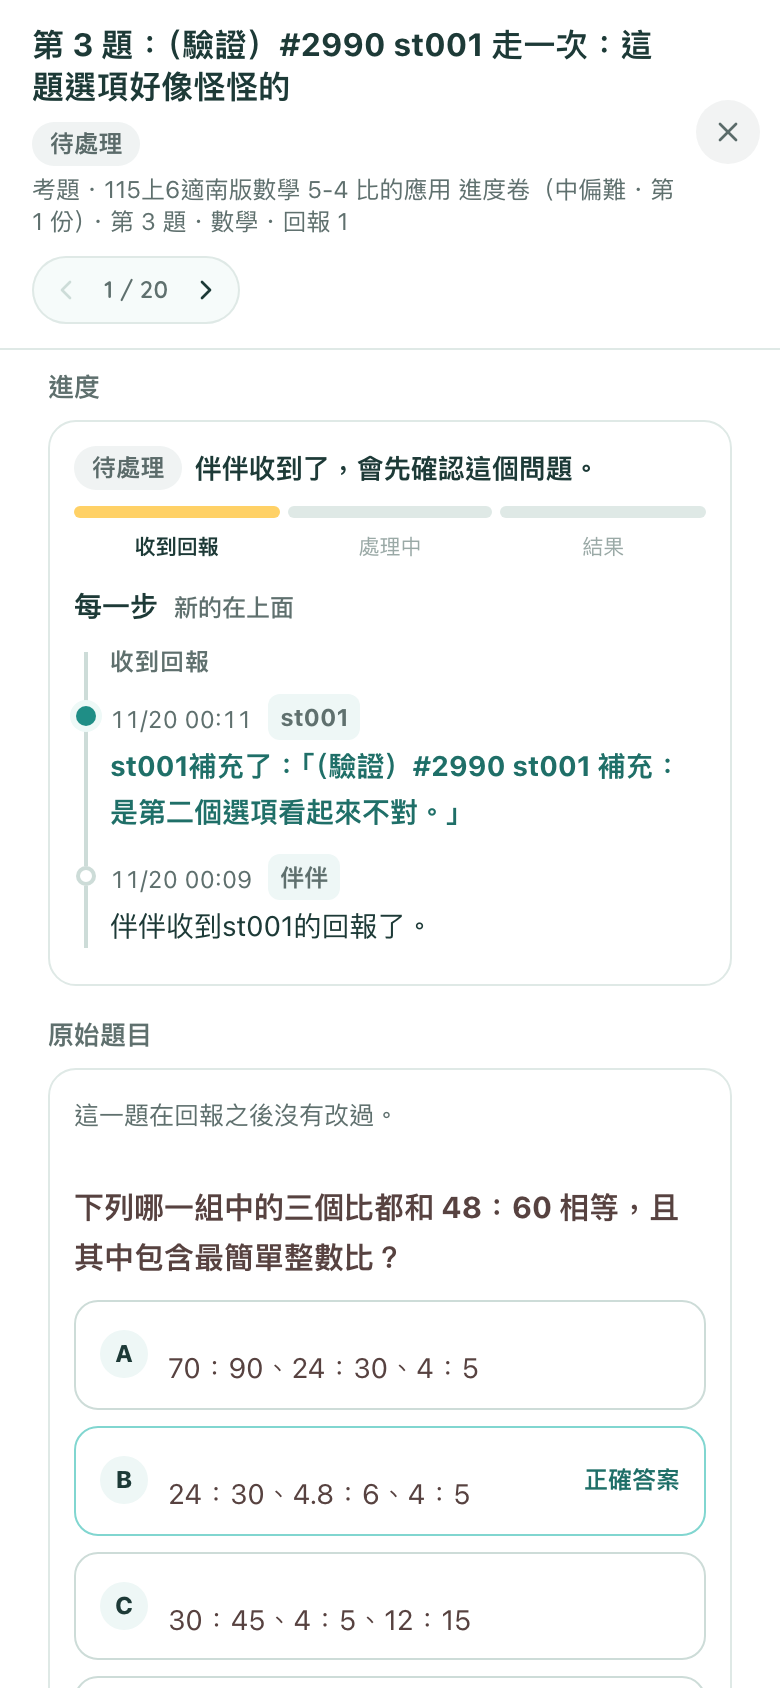 第 3 題：（驗證）#2990 st001 走一次：這
題選項好像怪怪的
待處理
考題 · 115上6適南版數學 5-4 比的應用 進度卷（中偏難 · 第
1 份）· 第 3 題 · 數學 · 回報 1
1 / 20
進度
待處理 伴伴收到了，會先確認這個問題。
收到回報 處理中 結果
每一步 新的在上面
收到回報
11/20 00:11 st001
st001補充了：「（驗證）#2990 st001 補充：
是第二個選項看起來不對。」
11/20 00:09 伴伴
伴伴收到st001的回報了。
原始題目
這一題在回報之後沒有改過。
下列哪一組中的三個比都和 48：60 相等，且
其中包含最簡單整數比？
A 70：90、24：30、4：5
B 24：30、4.8：6、4：5 正確答案
C 30：45、4：5、12：15